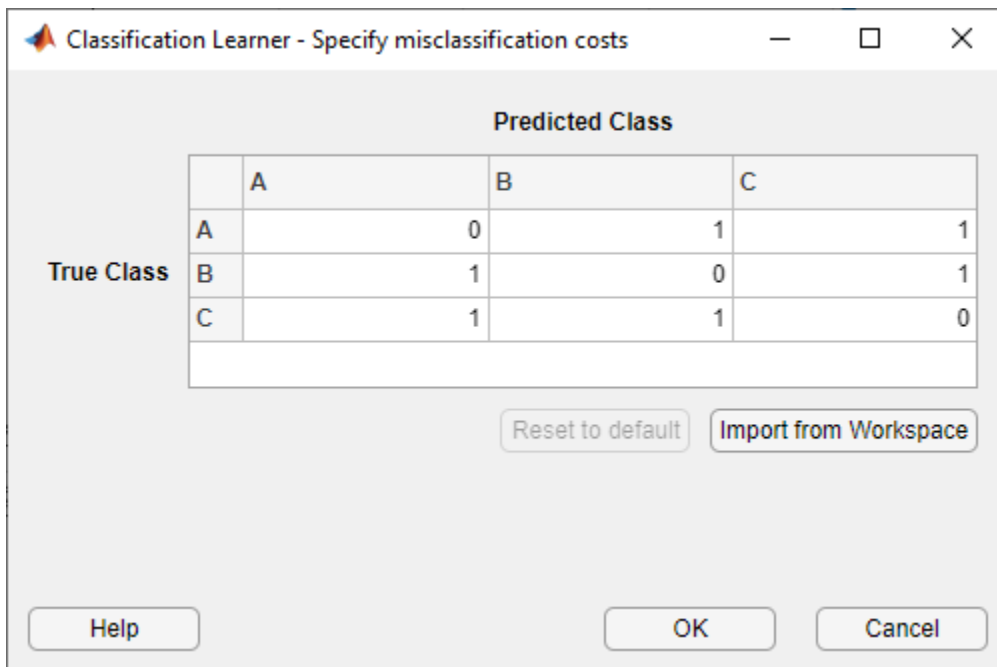 Classification Learner - Specify misclassification costs
Predicted Class
A B C
A 0 1 1
True Class B 1 0 1
C 1 1 0
Reset to default Import from Workspace
Help OK Cancel